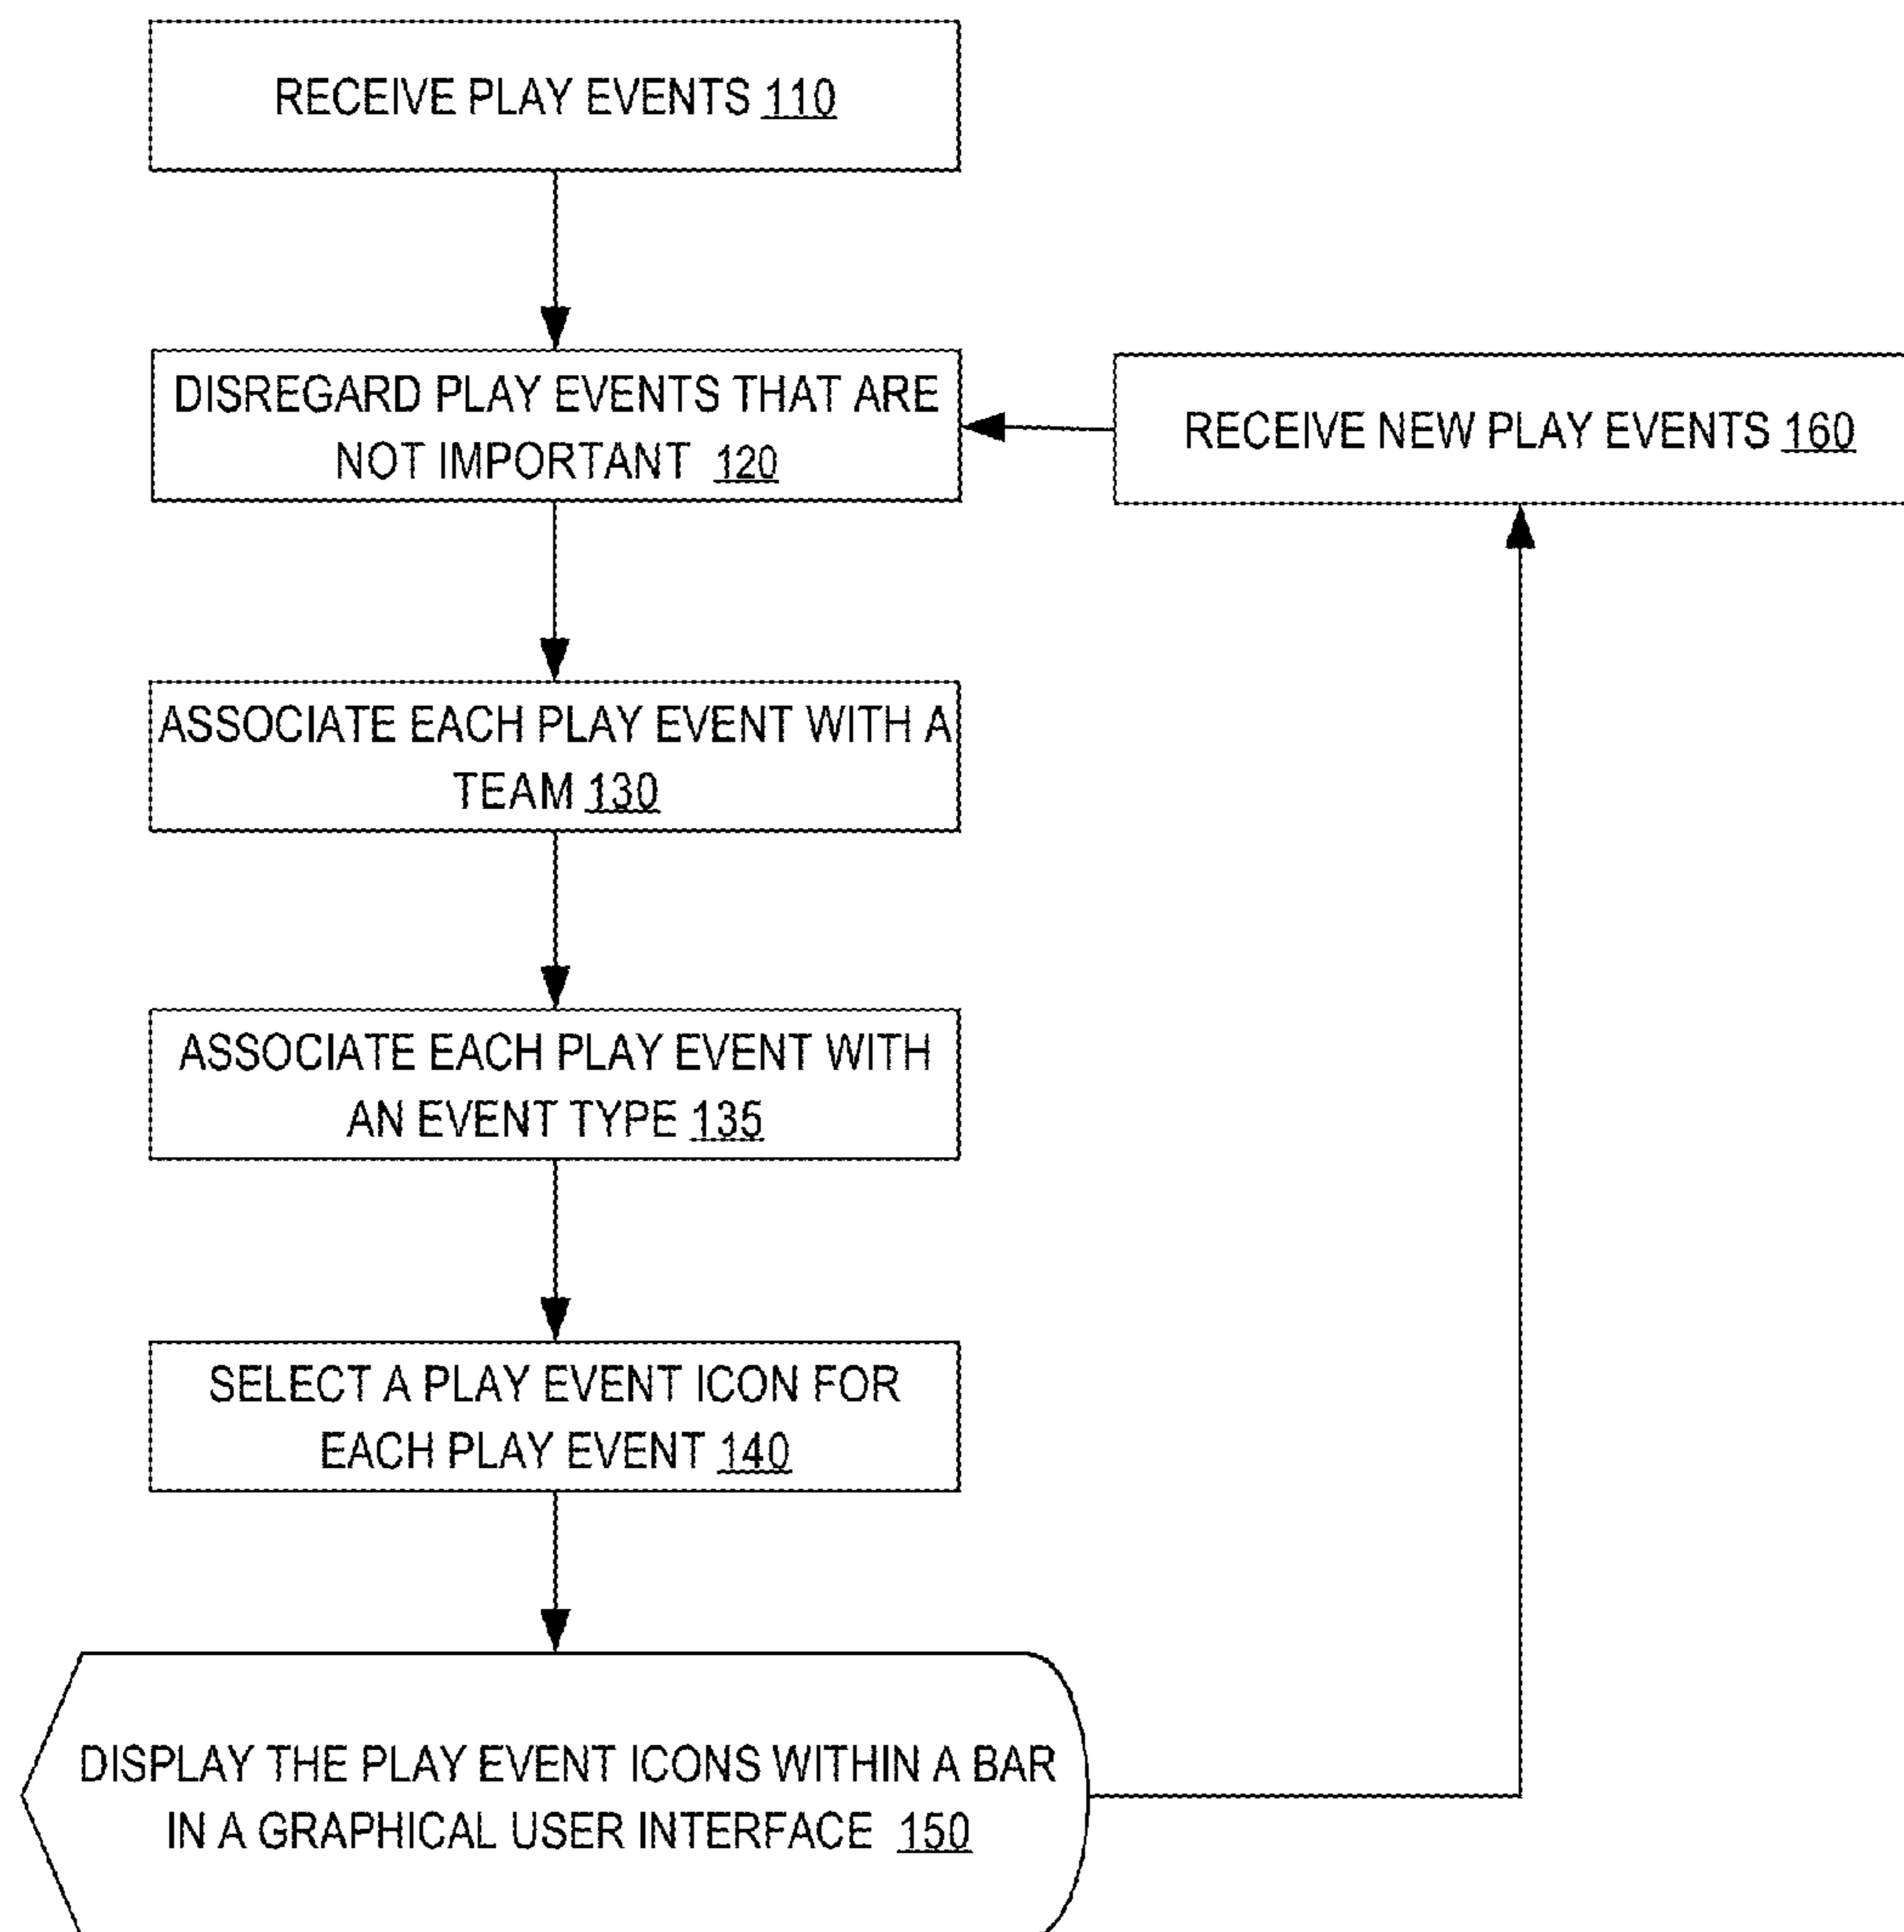 RECEIVE PLAY EVENTS 110
DISREGARD PLAY EVENTS THAT ARE
NOT IMPORTANT 120
RECEIVE NEW PLAY EVENTS 160
ASSOCIATE EACH PLAY EVENT WITH A
TEAM 130
ASSOCIATE EACH PLAY EVENT WITH
AN EVENT TYPE 135
SELECT A PLAY EVENT ICON FOR
EACH PLAY EVENT 140
DISPLAY THE PLAY EVENT ICONS WITHIN A BAR
IN A GRAPHICAL USER INTERFACE 150